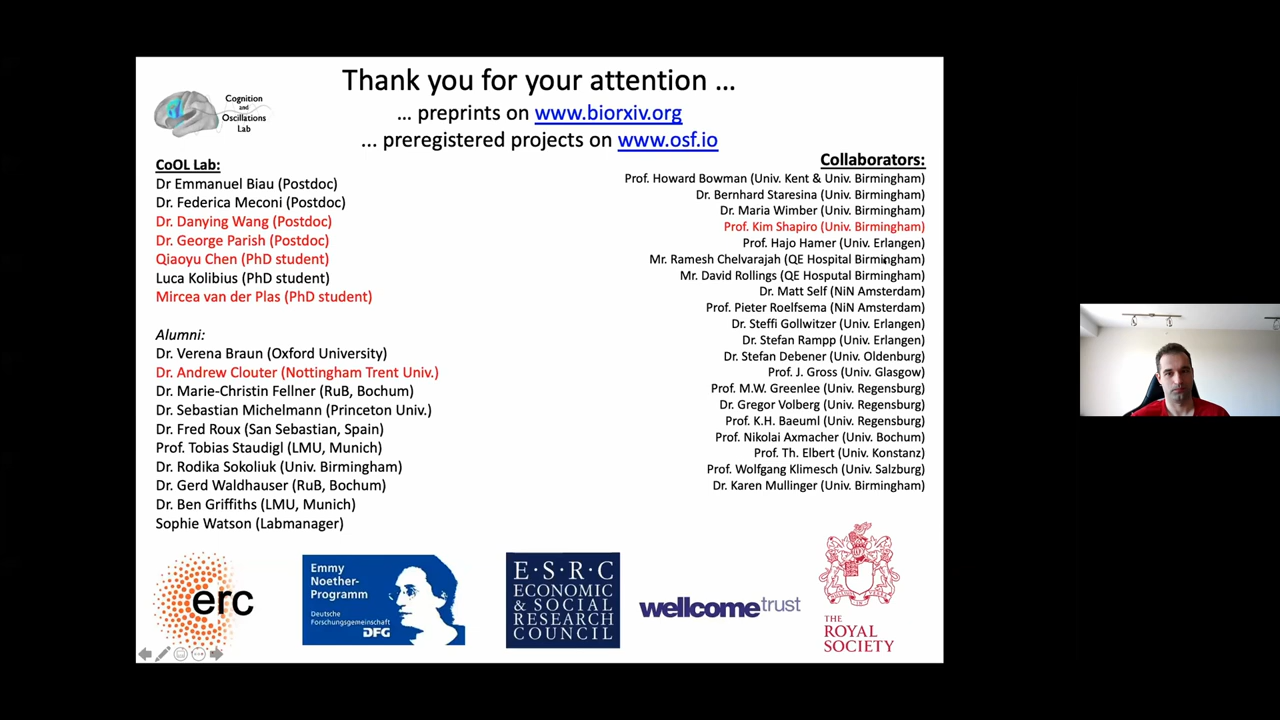 Thank you for your attention …
… preprints on www.biorxiv.org
... preregistered projects on www.osf.io
Cognition
and
Oscillations
Lab
CoOL Lab:
Dr Emmanuel Biau (Postdoc)
Dr. Federica Meconi (Postdoc)
Dr. Danying Wang (Postdoc)
Dr. George Parish (Postdoc)
Qiaoyu Chen (PhD student)
Luca Kolibius (PhD student)
Mircea van der Plas (PhD student)
Alumni:
Dr. Verena Braun (Oxford University)
Dr. Andrew Clouter (Nottingham Trent Univ.)
Dr. Marie-Christin Fellner (RuB, Bochum)
Dr. Sebastian Michelmann (Princeton Univ.)
Dr. Fred Roux (San Sebastian, Spain)
Prof. Tobias Staudigl (LMU, Munich)
Dr. Rodika Sokoliuk (Univ. Birmingham)
Dr. Gerd Waldhauser (RuB, Bochum)
Dr. Ben Griffiths (LMU, Munich)
Sophie Watson (Labmanager)
Collaborators:
Prof. Howard Bowman (Univ. Kent & Univ. Birmingham)
Dr. Bernhard Staresina (Univ. Birmingham)
Dr. Maria Wimber (Univ. Birmingham)
Prof. Kim Shapiro (Univ. Birmingham)
Prof. Hajo Hamer (Univ. Erlangen)
Mr. Ramesh Chelvarajah (QE Hospital Birmingham)
Mr. David Rollings (QE Hosputal Birmingham)
Dr. Matt Self (NiN Amsterdam)
Prof. Pieter Roelfsema (NiN Amsterdam)
Dr. Steffi Gollwitzer (Univ. Erlangen)
Dr. Stefan Rampp (Univ. Erlangen)
Dr. Stefan Debener (Univ. Oldenburg)
Prof. J. Gross (Univ. Glasgow)
Prof. M.W. Greenlee (Univ. Regensburg)
Dr. Gregor Volberg (Univ. Regensburg)
Prof. K.H. Baeuml (Univ. Regensburg)
Prof. Nikolai Axmacher (Univ. Bochum)
Prof. Th. Elbert (Univ. Konstanz)
Prof. Wolfgang Klimesch (Univ. Salzburg)
Dr. Karen Mullinger (Univ. Birmingham)
erc
Emmy
Noether-
Programm
Deutsche
Forschungsgemeinschaft
DFG
E·S·R·C
ECONOMIC
& SOCIAL
RESEARCH
COUNCIL
wellcometrust
THE
ROYAL
SOCIETY